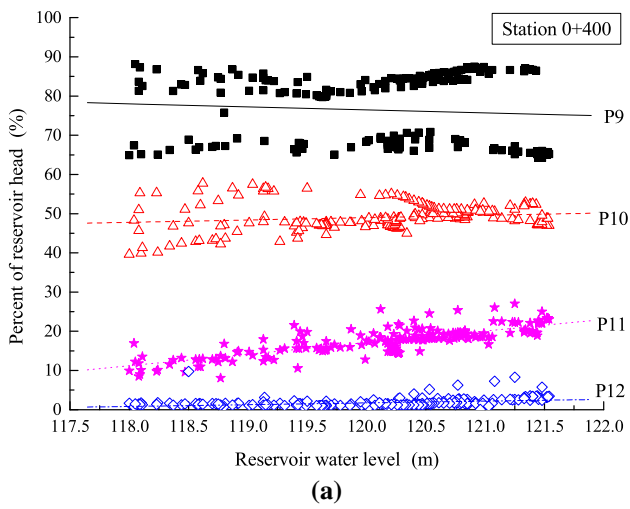 Station 0+400
100
90
80
70
60
50
40
30
20
10
0
Percent of reservoir head (%)
P9
P10
P11
P12
117.5 118.0 118.5 119.0 119.5 120.0 120.5 121.0 121.5 122.0
Reservoir water level (m)
(a)